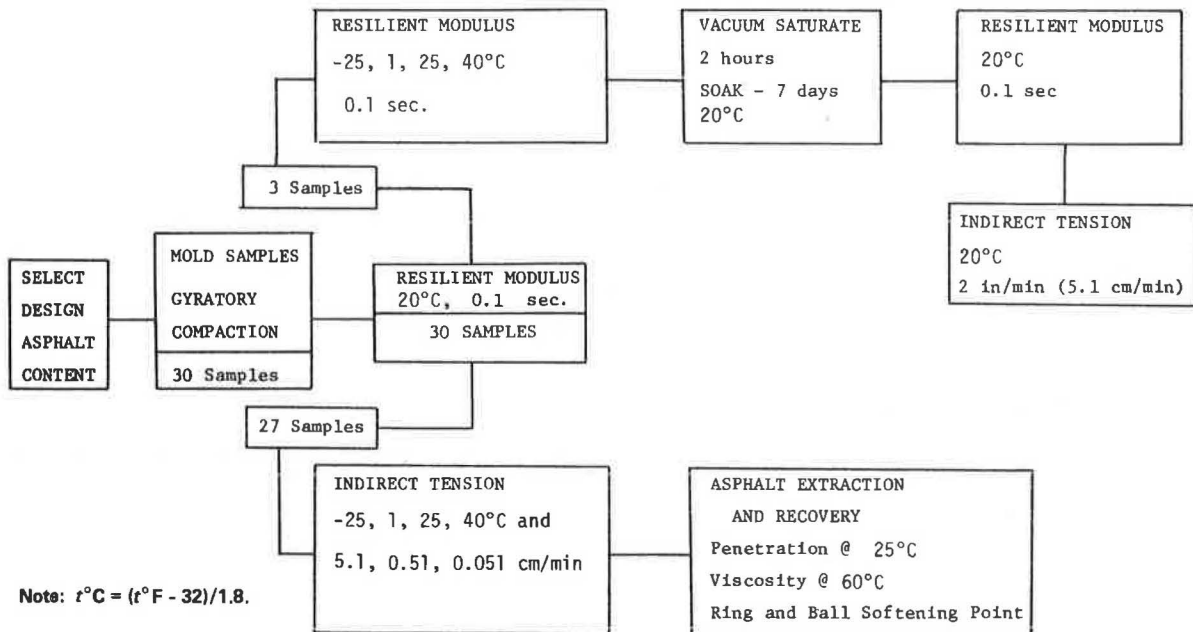 RESILIENT MODULUS
-25, 1, 25, 40°C
0.1 sec.
VACUUM SATURATE
2 hours
SOAK - 7 days
20°C
RESILIENT MODULUS
20°C
0.1 sec
3 Samples
INDIRECT TENSION
20°C
2 in/min (5.1 cm/min)
SELECT
DESIGN
ASPHALT
CONTENT
MOLD SAMPLES
GYRATORY
COMPACTION
30 Samples
RESILIENT MODULUS
20°C, 0.1 sec.
30 SAMPLES
27 Samples
INDIRECT TENSION
-25, 1, 25, 40°C and
5.1, 0.51, 0.051 cm/min
ASPHALT EXTRACTION
AND RECOVERY
Penetration @ 25°C
Viscosity @ 60°C
Ring and Ball Softening Point
Note: t°C = (t°F - 32)/1.8.